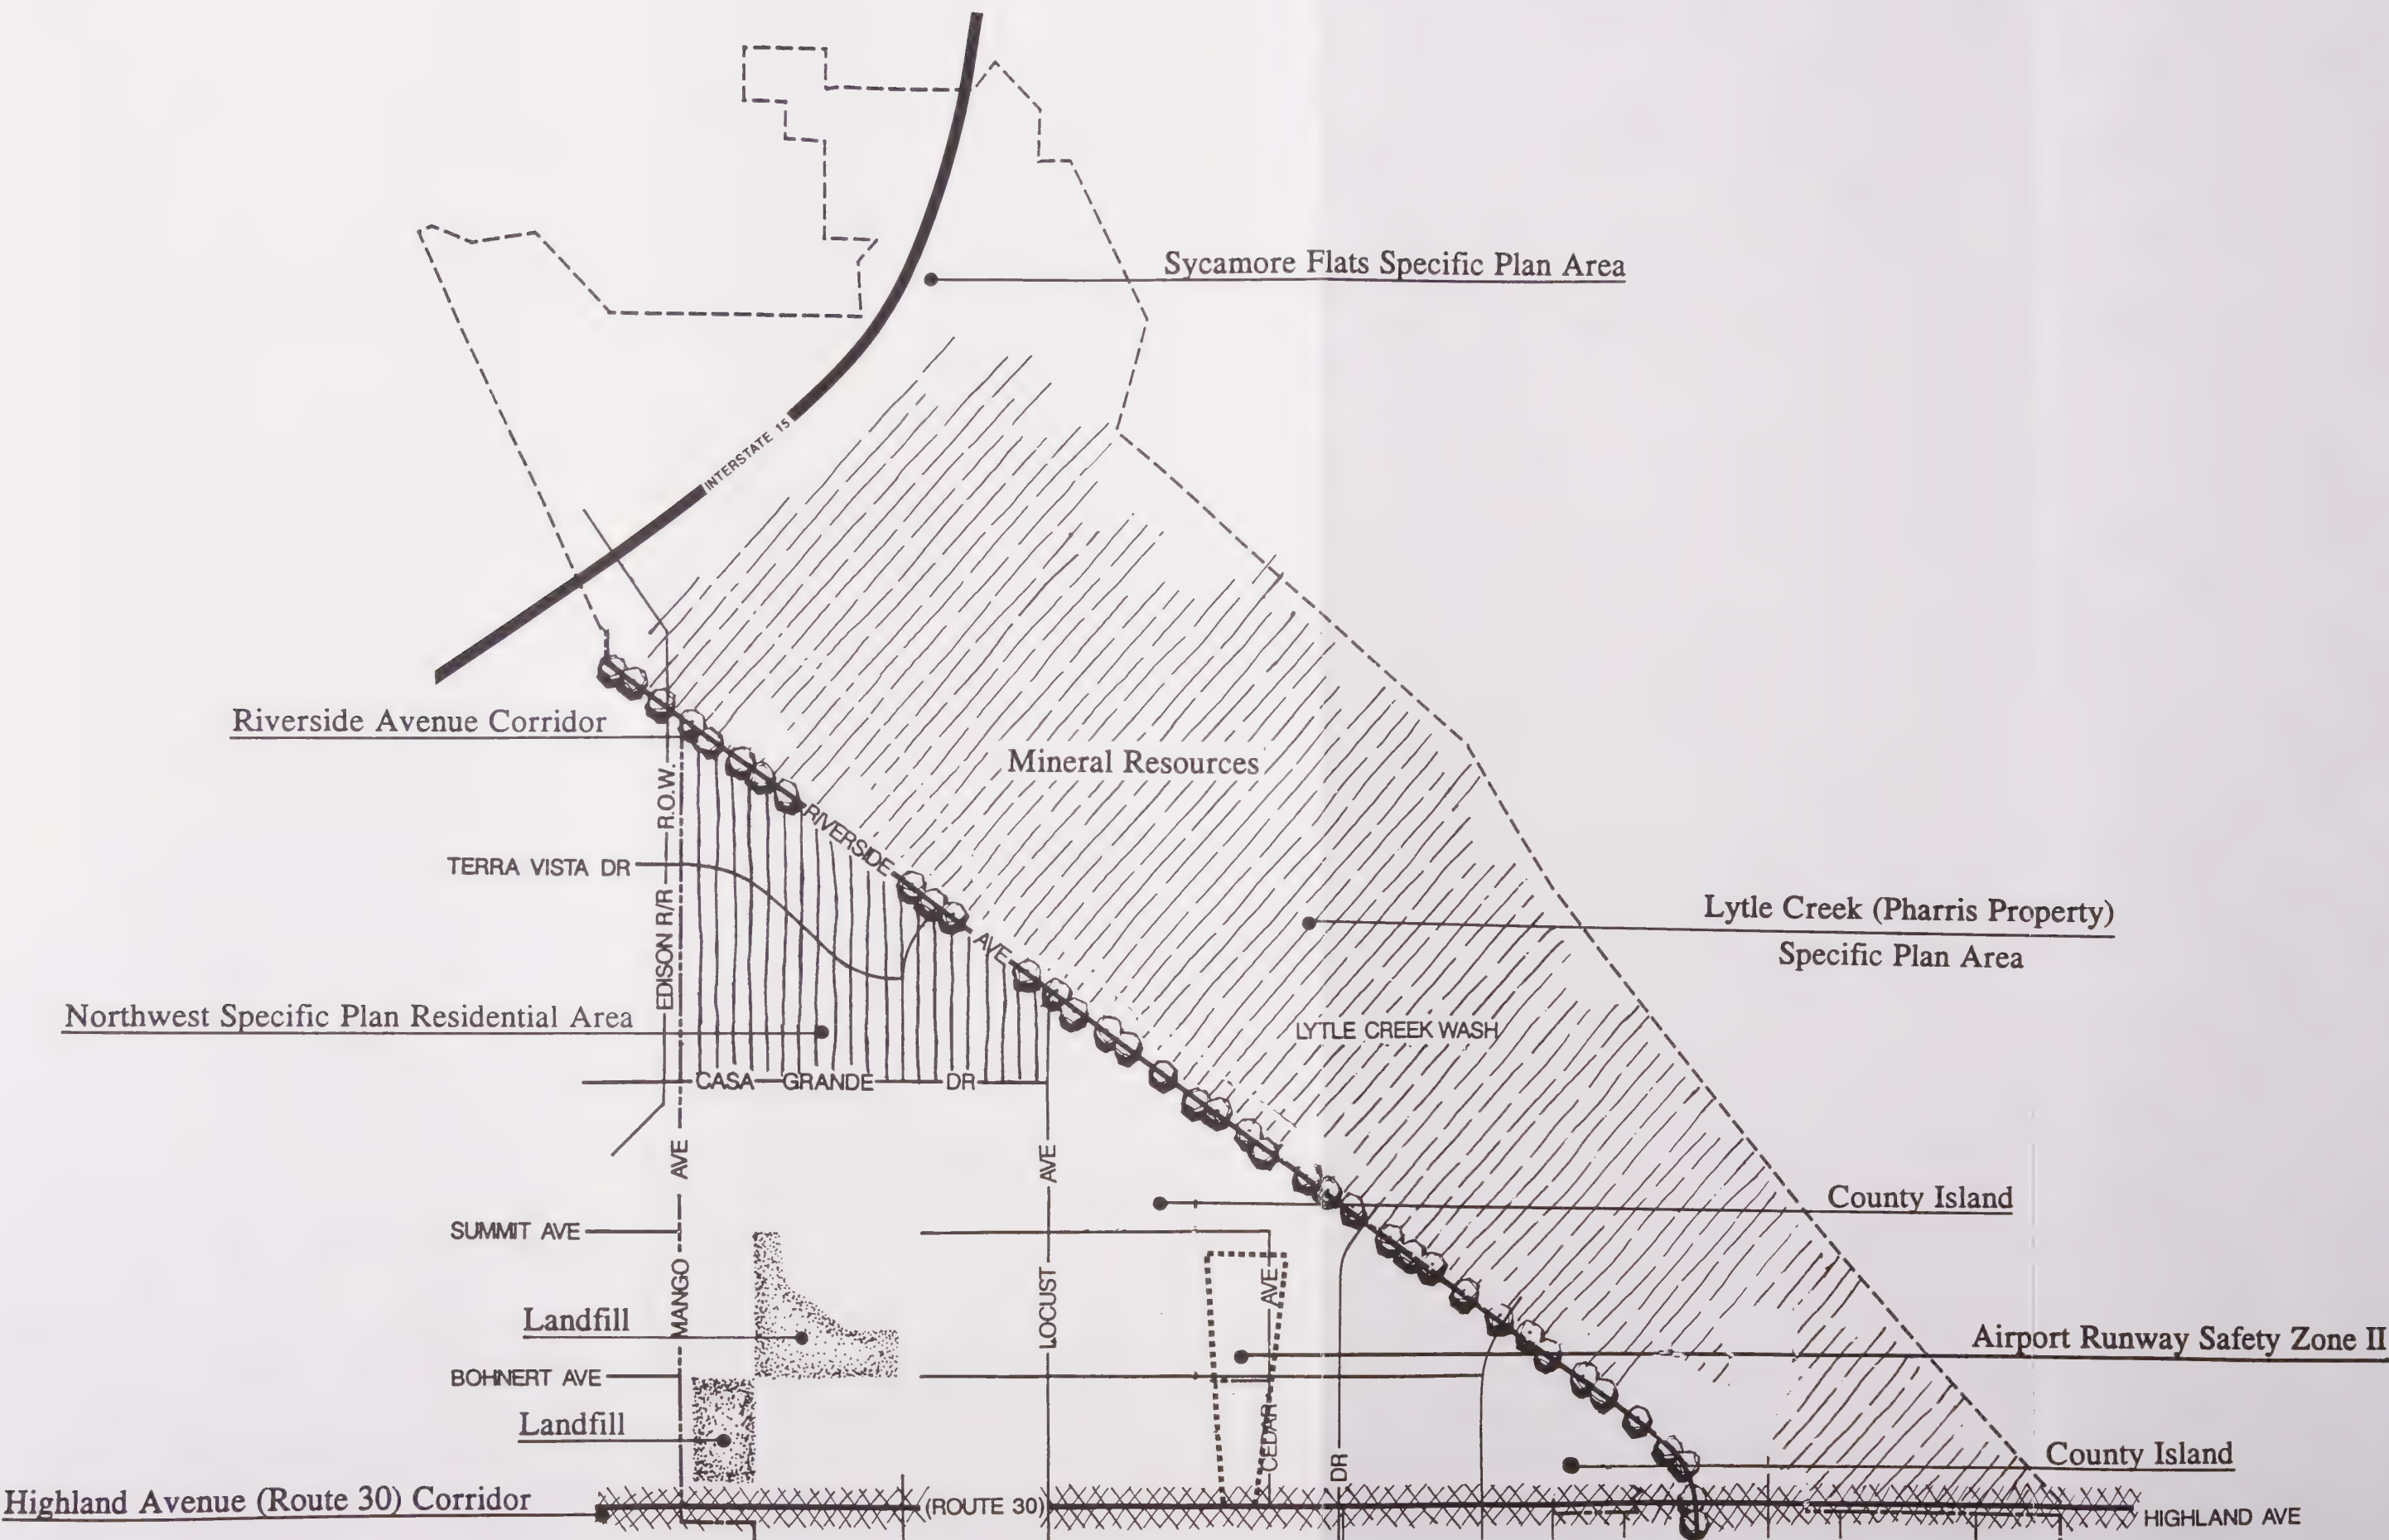 Sycamore Flats Specific Plan Area
INTERSTATE 15
Riverside Avenue Corridor
Mineral Resources
R.O.W.
EDISON R/R
RIVERSIDE
AVE
TERRA VISTA DR
Lytle Creek (Pharris Property)
Specific Plan Area
Northwest Specific Plan Residential Area
LYTLE CREEK WASH
CASA GRANDE DR
AVE
MANGO
AVE
LOCUST
County Island
SUMMIT AVE
AVE
CEDAR
Landfill
Airport Runway Safety Zone II
BOHNERT AVE
Landfill
DR
County Island
Highland Avenue (Route 30) Corridor
(ROUTE 30)
HIGHLAND AVE